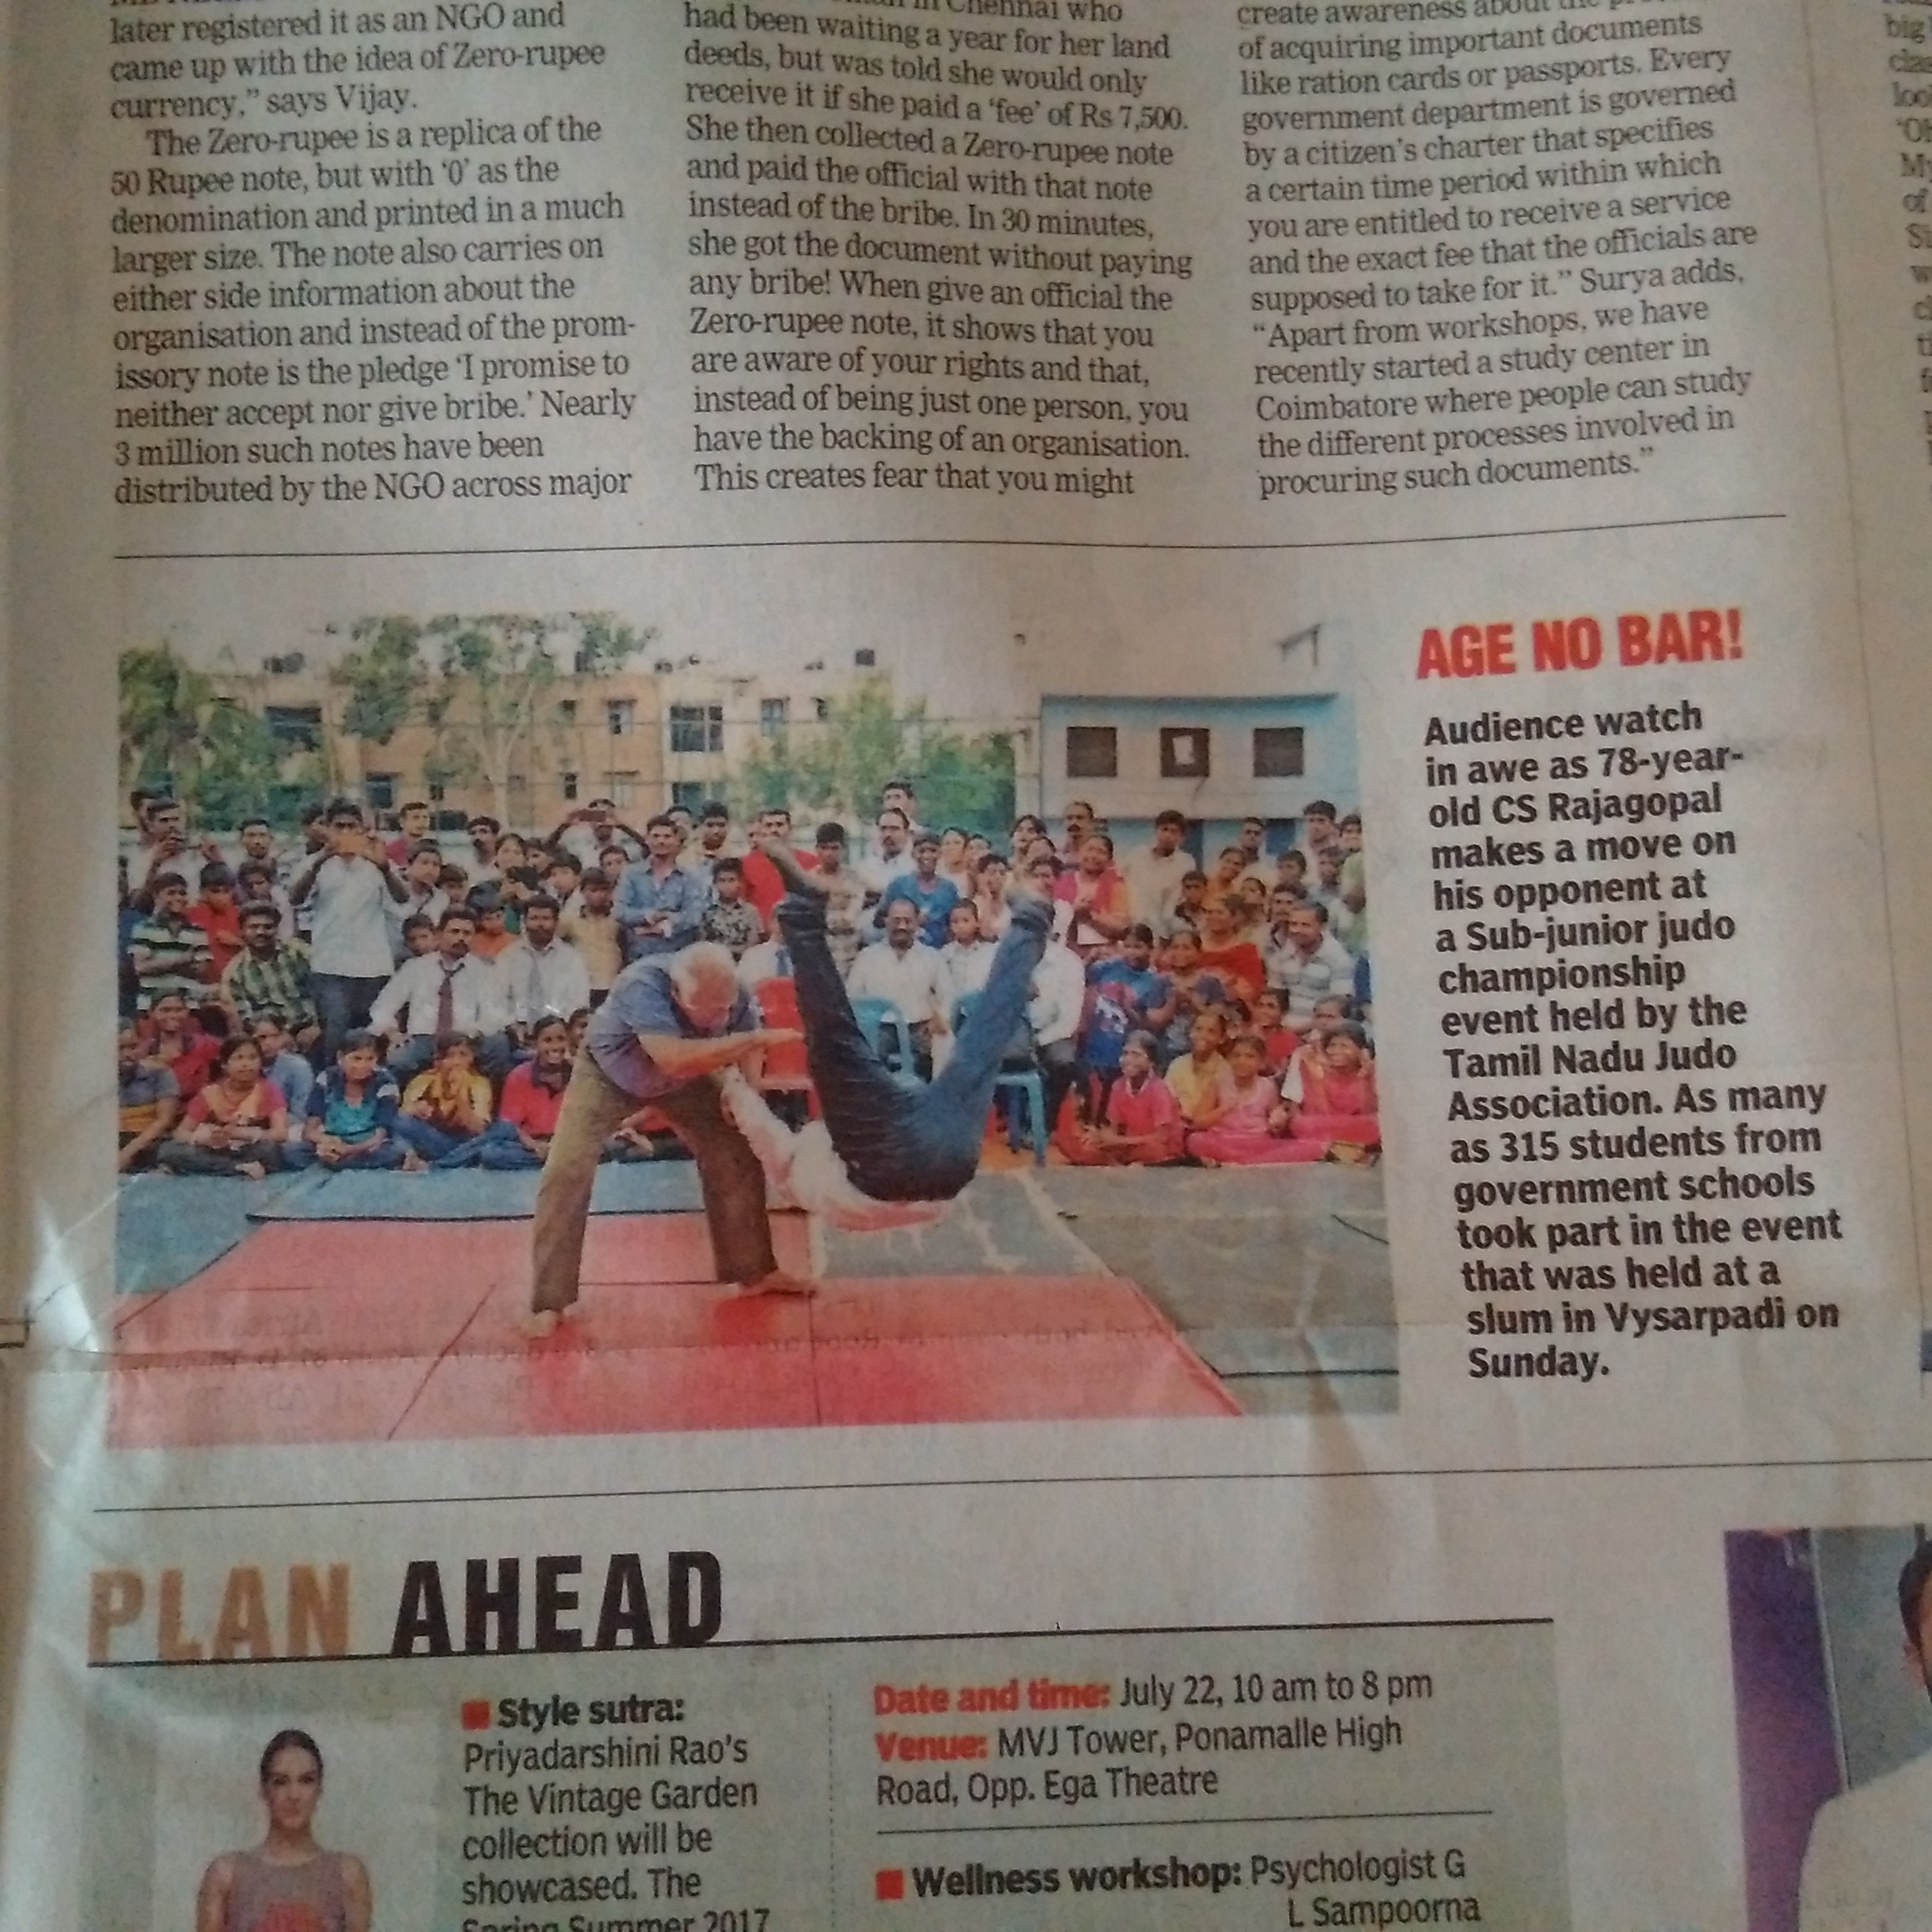 later registered it as an NGO and
came up with the idea of Zero-rupee
currency," says Vijay.
The Zero-rupee is a replica of the
50 Rupee note, but with '0' as the
denomination and printed in a much
larger size. The note also carries on
either side information about the
organisation and instead of the prom-
issory note is the pledge 'I promise to
neither accept nor give bribe.' Nearly
3 million such notes have been
distributed by the NGO across major
had been waiting a year for her land
deeds, but was told she would only
receive it if she paid a 'fee' of Rs 7,500.
She then collected a Zero-rupee note
and paid the official with that note
instead of the bribe. In 30 minutes,
she got the document without paying
any bribe! When give an official the
Zero-rupee note, it shows that you
are aware of your rights and that,
instead of being just one person, you
have the backing of an organisation.
This creates fear that you might
create awareness
of acquiring important documents
like ration cards or passports. Every
government department is governed
by a citizen's charter that specifies
a certain time period within which
you are entitled to receive a service
and the exact fee that the officials are
supposed to take for it." Surya adds,
"Apart from workshops, we have
recently started a study center in
Coimbatore where people can study
the different processes involved in
procuring such documents."
AGE NO BAR!
Audience watch
in awe as 78-year-
old CS Rajagopal
makes a move on
his opponent at
a Sub-junior judo
championship
event held by the
Tamil Nadu Judo
Association. As many
as 315 students from
government schools
took part in the event
that was held at a
slum in Vysarpadi on
Sunday.
PLAN AHEAD
■ Style sutra:
Priyadarshini Rao's
The Vintage Garden
collection will be
showcased. The
Summer 2017
Date and time: July 22, 10 am to 8 pm
Venue: MVJ Tower, Ponamalle High
Road, Opp. Ega Theatre
■ Wellness workshop: Psychologist G
L Sampoorna